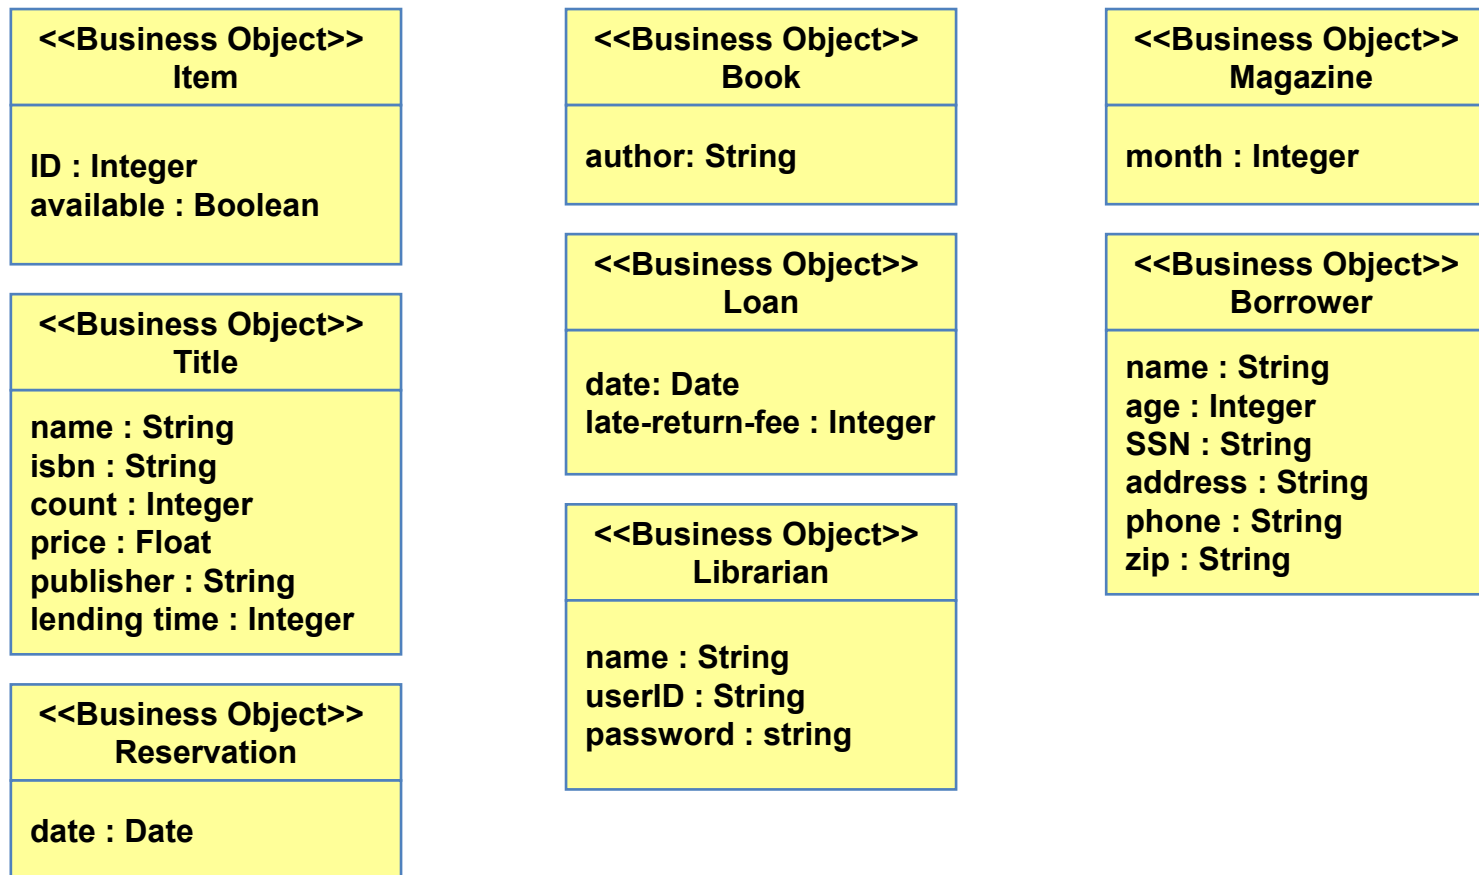 <<Business Object>>
Item
ID : Integer
available : Boolean
<<Business Object>>
Title
name : String
isbn : String
count : Integer
price : Float
publisher : String
lending time : Integer
<<Business Object>>
Reservation
date : Date
<<Business Object>>
Book
author: String
<<Business Object>>
Loan
date: Date
late-return-fee : Integer
<<Business Object>>
Librarian
name : String
userID : String
password : string
<<Business Object>>
Magazine
month : Integer
<<Business Object>>
Borrower
name : String
age : Integer
SSN : String
address : String
phone : String
zip : String